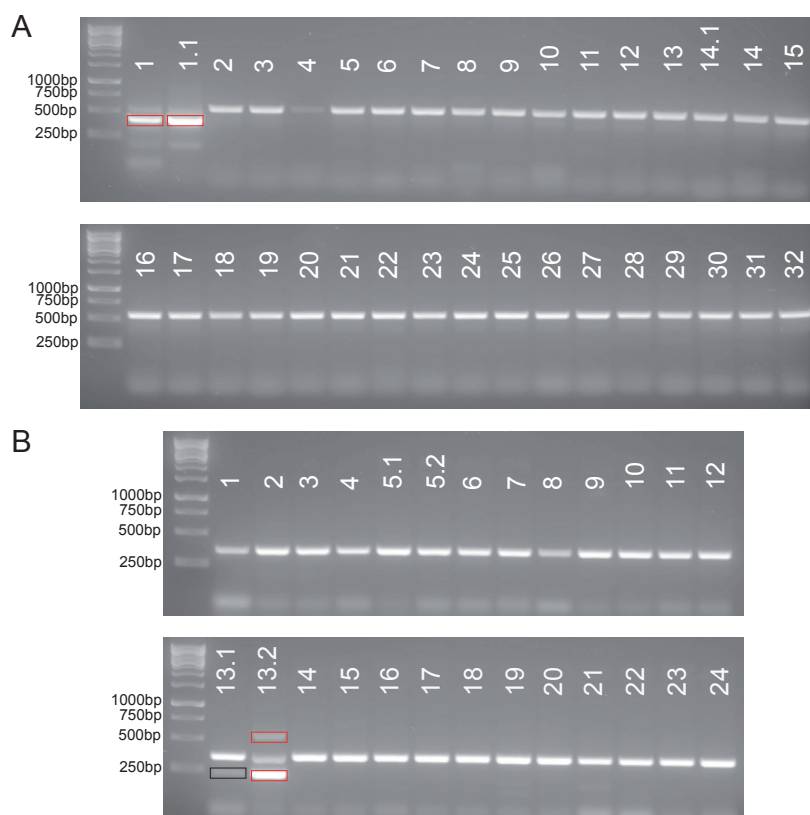 A
1 1.1 2 3 4 5 6 7 8 9 10 11 12 13 14.1 14 15
1000bp
750bp
500bp
250bp
16 17 18 19 20 21 22 23 24 25 26 27 28 29 30 31 32
1000bp
750bp
500bp
250bp
B
1 2 3 4 5.1 5.2 6 7 8 9 10 11 12
1000bp
750bp
500bp
250bp
13.1 13.2 14 15 16 17 18 19 20 21 22 23 24
1000bp
750bp
500bp
250bp